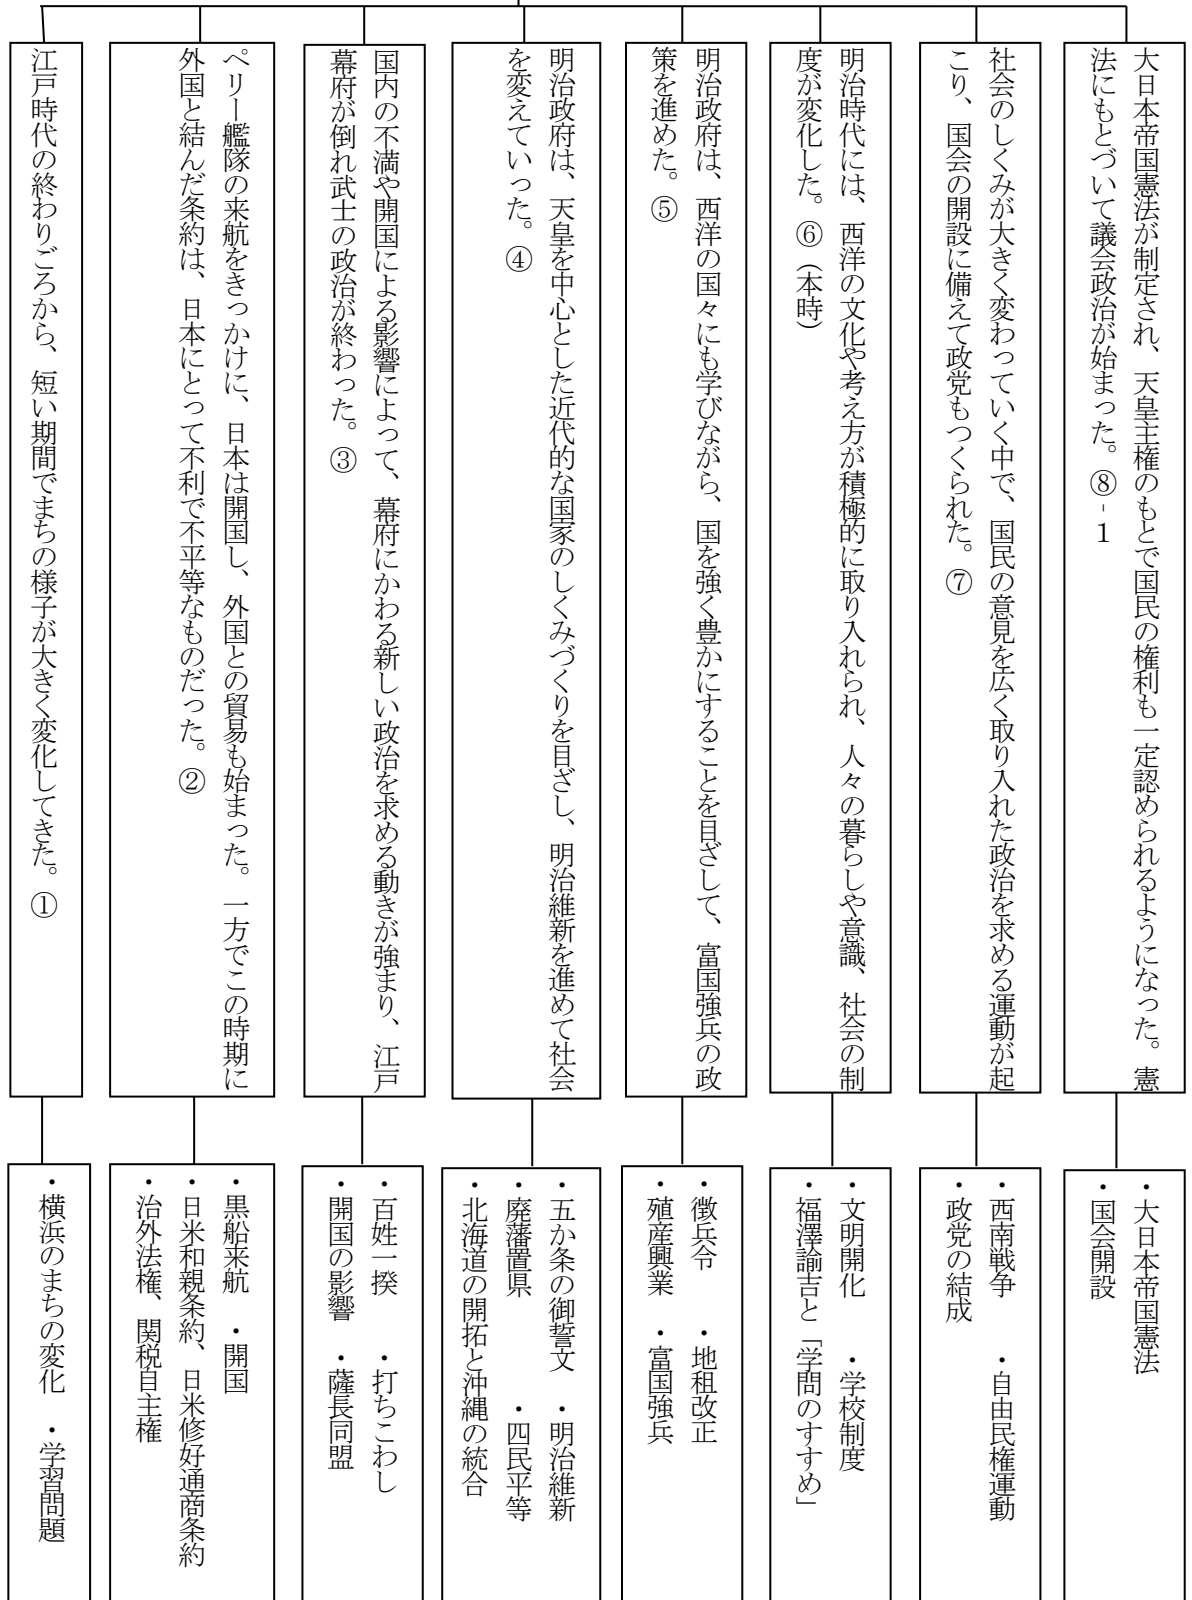 大日本帝国憲法が制定され、天皇主権のもとで国民の権利も一定認められるようになった。憲
法にもとづいて議会政治が始まった。⑧-1
・大日本帝国憲法
・国会開設
社会のしくみが大きく変わっていく中で、国民の意見を広く取り入れた政治を求める運動が起
こり、国会の開設に備えて政党もつくられた。⑦
・西南戦争　・自由民権運動
・政党の結成
明治時代には、西洋の文化や考え方が積極的に取り入れられ、人々の暮らしや意識、社会の制
度が変化した。⑥(本時)
・文明開化　・学校制度
・福澤諭吉と「学問のすすめ」
明治政府は、西洋の国々にも学びながら、国を強く豊かにすることを目ざして、富国強兵の政
策を進めた。⑤
・徴兵令　・地租改正
・殖産興業　・富国強兵
明治政府は、天皇を中心とした近代的な国家のしくみづくりを目ざし、明治維新を進めて社会
を変えていった。④
・五か条の御誓文　・明治維新
・廃藩置県　・四民平等
・北海道の開拓と沖縄の統合
国内の不満や開国による影響によって、幕府にかわる新しい政治を求める動きが強まり、江戸
幕府が倒れ武士の政治が終わった。③
・百姓一揆　・打ちこわし
・開国の影響　・薩長同盟
ペリー艦隊の来航をきっかけに、日本は開国し、外国との貿易も始まった。一方でこの時期に
外国と結んだ条約は、日本にとって不利で不平等なものだった。②
・黒船来航　・開国
・日米和親条約、日米修好通商条約
・治外法権、関税自主権
江戸時代の終わりごろから、短い期間でまちの様子が大きく変化してきた。①
・横浜のまちの変化　・学習問題